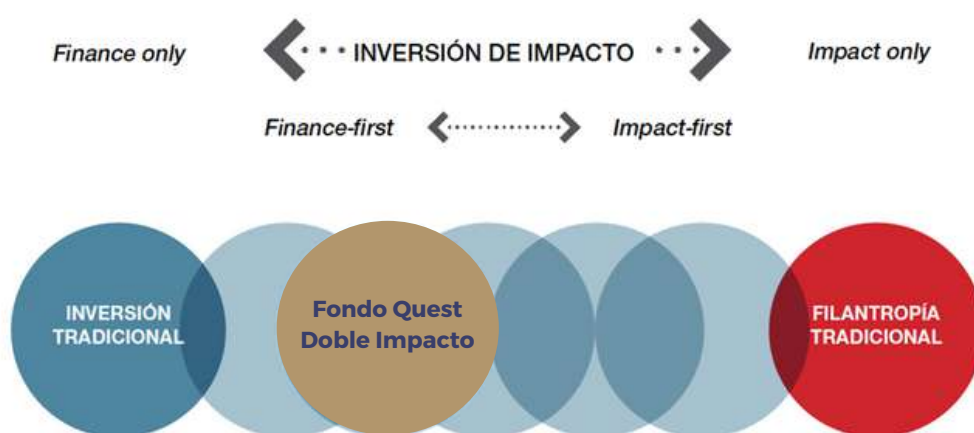 Finance only
INVERSIÓN DE IMPACTO
Impact only
Finance-first
Impact-first
INVERSIÓN
TRADICIONAL
Fondo Quest
Doble Impacto
FILANTROPÍA
TRADICIONAL